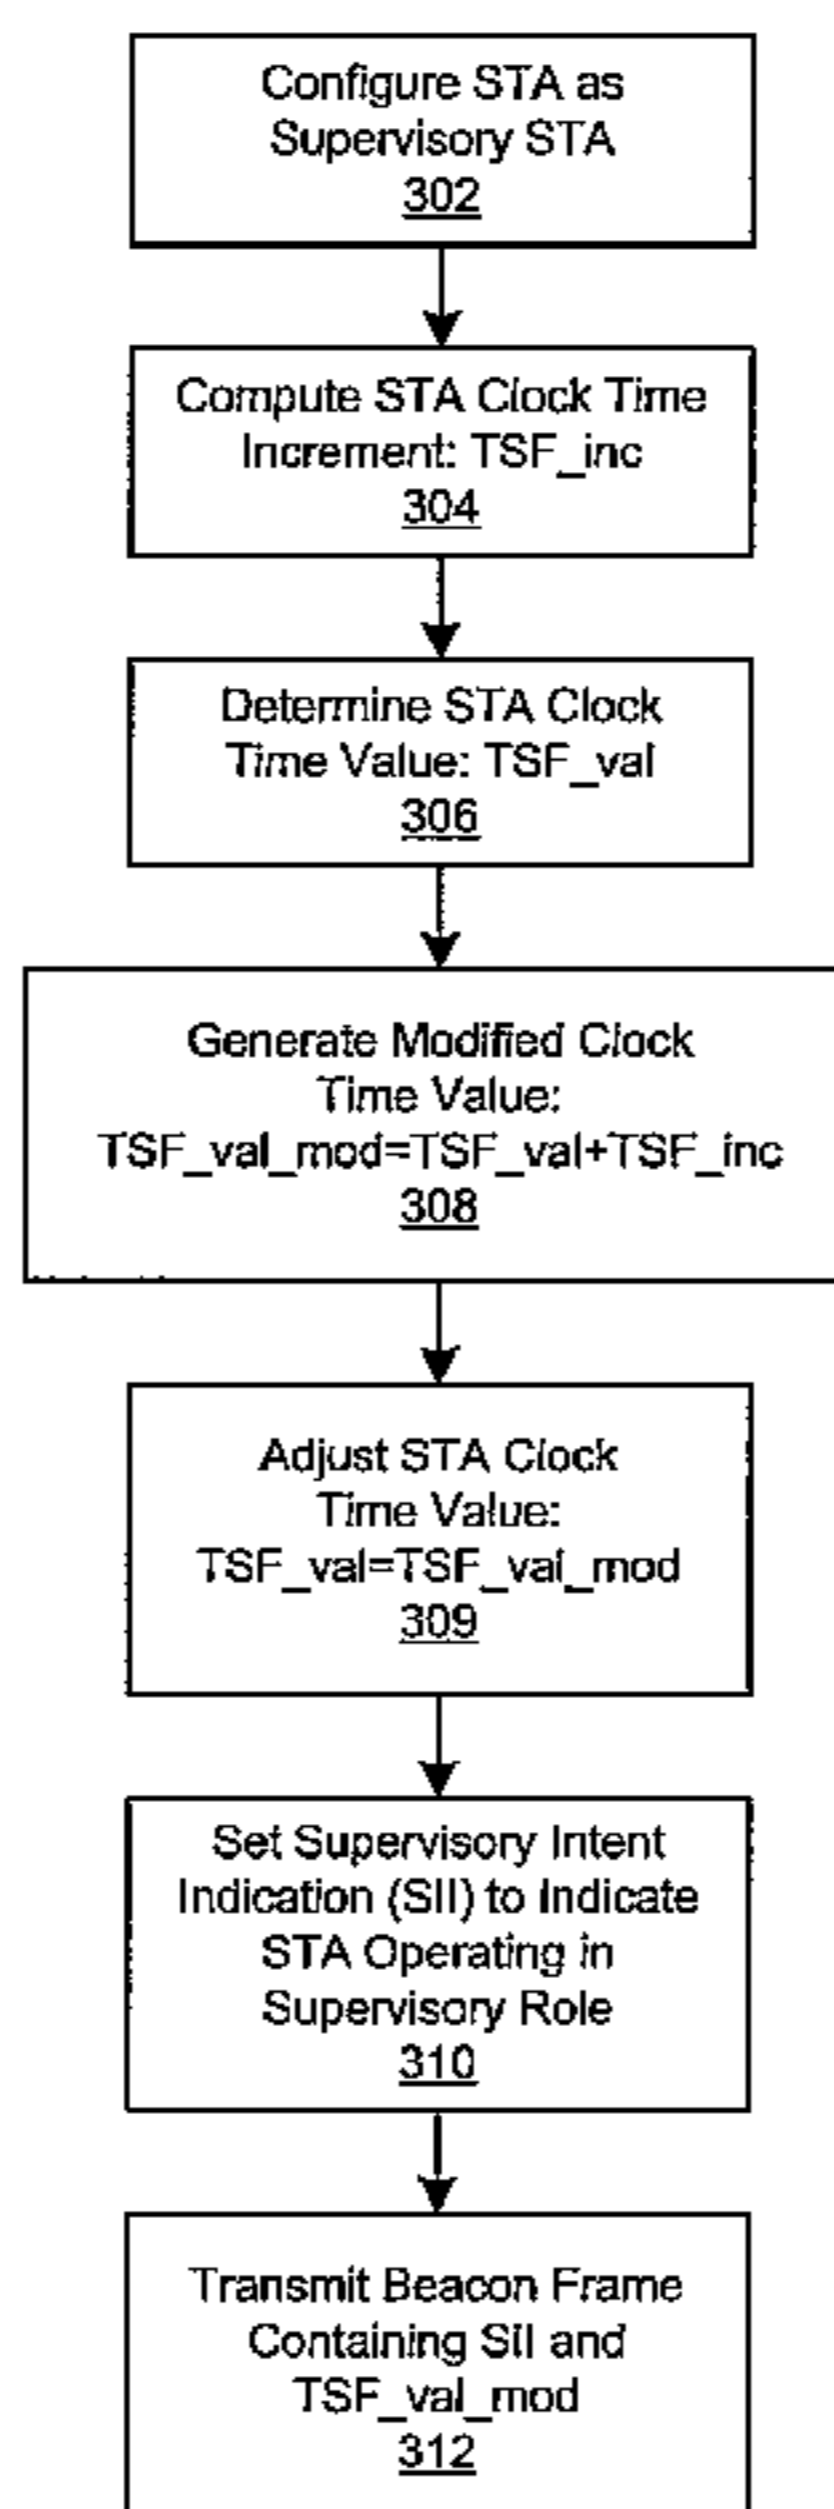 Configure STA as
Supervisory STA
302
Compute STA Clock Time
Increment: TSF_inc
304
Determine STA Clock
Time Value: TSF_val
306
Generate Modified Clock
Time Value:
TSF_val_mod=TSF_val+TSF_inc
308
Adjust STA Clock
Time Value:
TSF_val=TSF_val_mod
309
Set Supervisory Intent
Indication (SII) to Indicate
STA Operating in
Supervisory Role
310
Transmit Beacon Frame
Containing SII and
TSF_val_mod
312